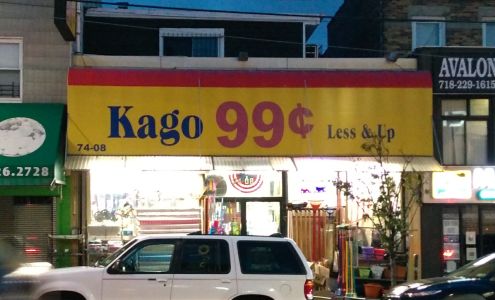 Kago 99¢ Less & Up
74-08
AVALON
718-229-1615
26.2728